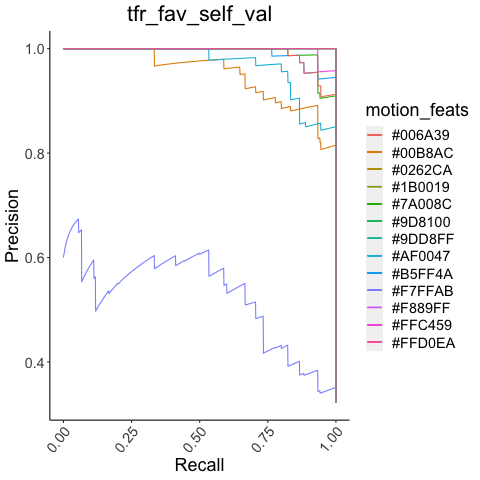 tfr_fav_self_val
Precision
1.0
0.8
0.6
0.4
0.00
0.25
0.50
0.75
1.00
Recall
motion_feats
#006A39
#00B8AC
#0262CA
#1B0019
#7A008C
#9D8100
#9DD8FF
#AF0047
#B5FF4A
#F7FFAB
#F889FF
#FFC459
#FFD0EA